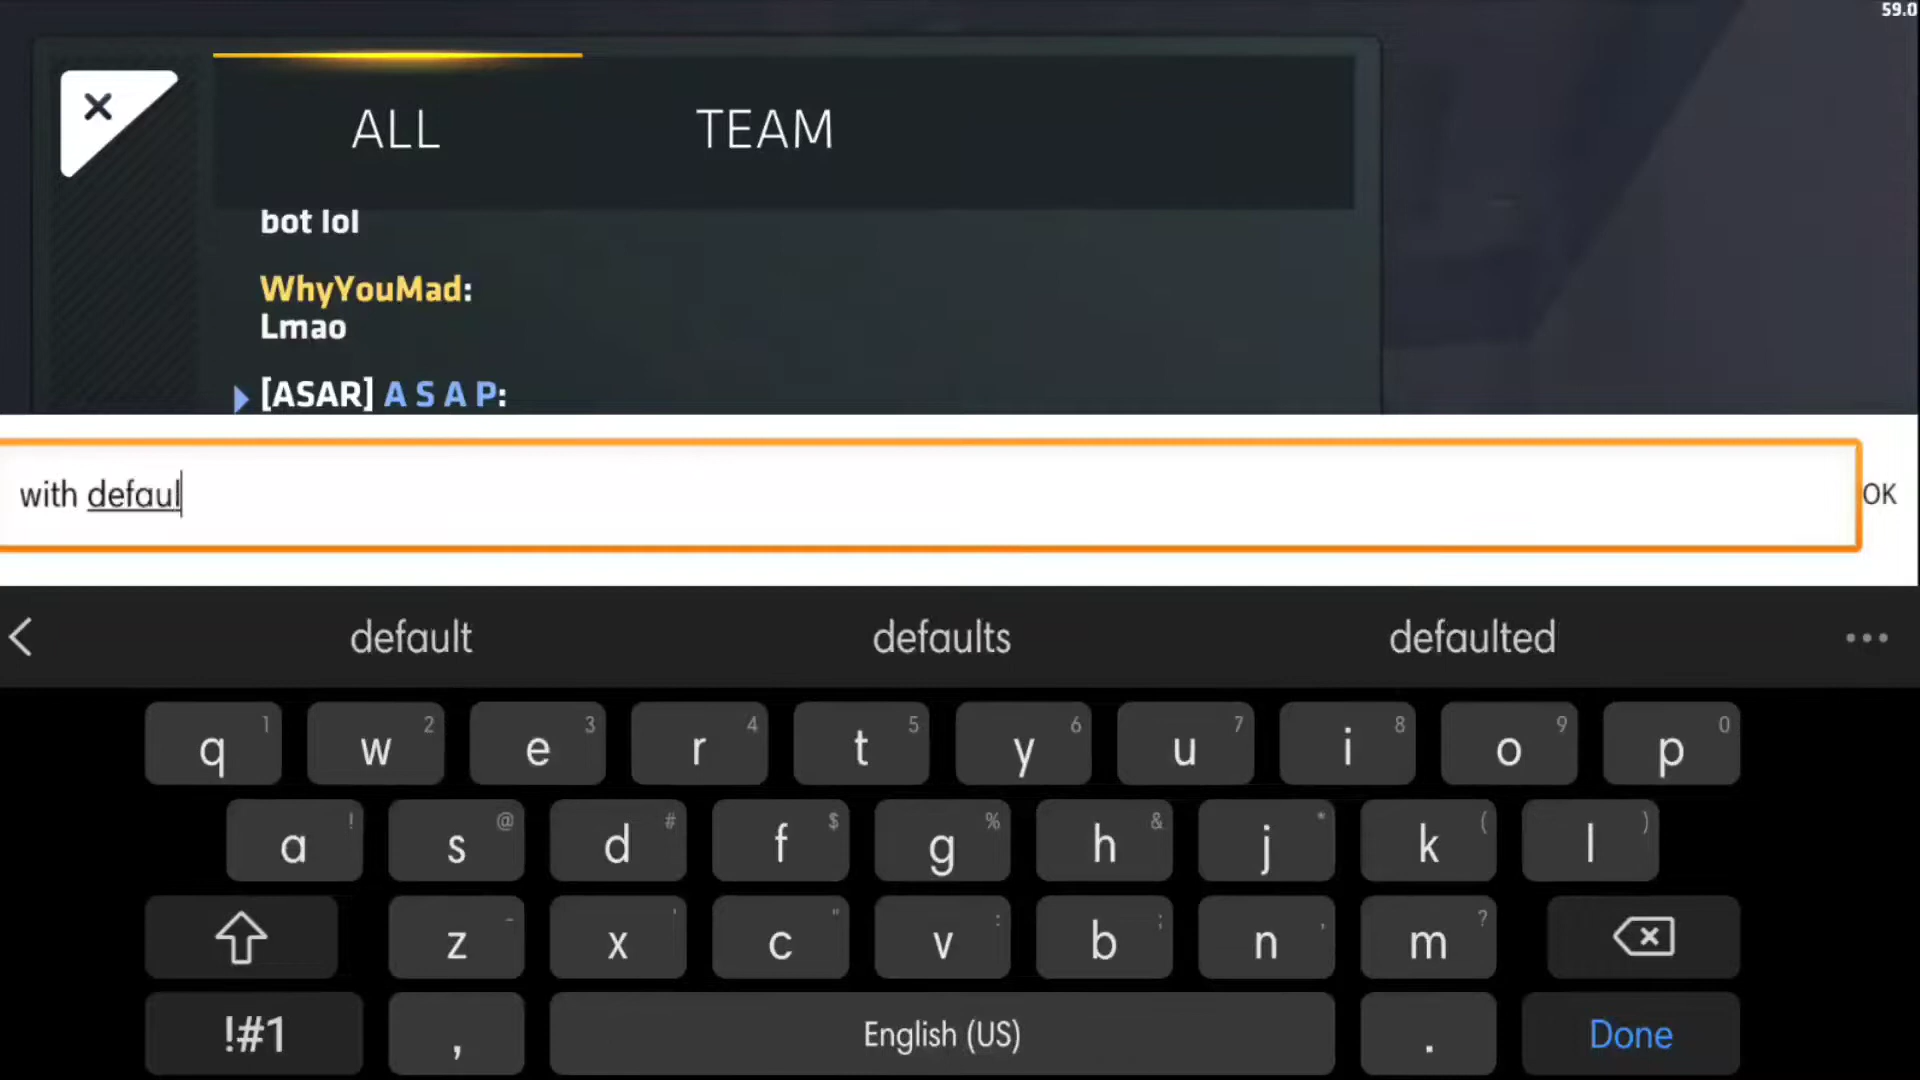 59.0
ALL TEAM
bot lol
WhyYouMad:
Lmao
[ASAR] A S A P:
with defaul
OK
default defaults defaulted
q 1 w 2 e 3 r 4 t 5 y 6 u 7 i 8 o 9 p 0
a ! s @ d # f $ g % h & j * k ( l )
z - x ' c " v : b ; n , m ?
!#1 , English (US) . Done